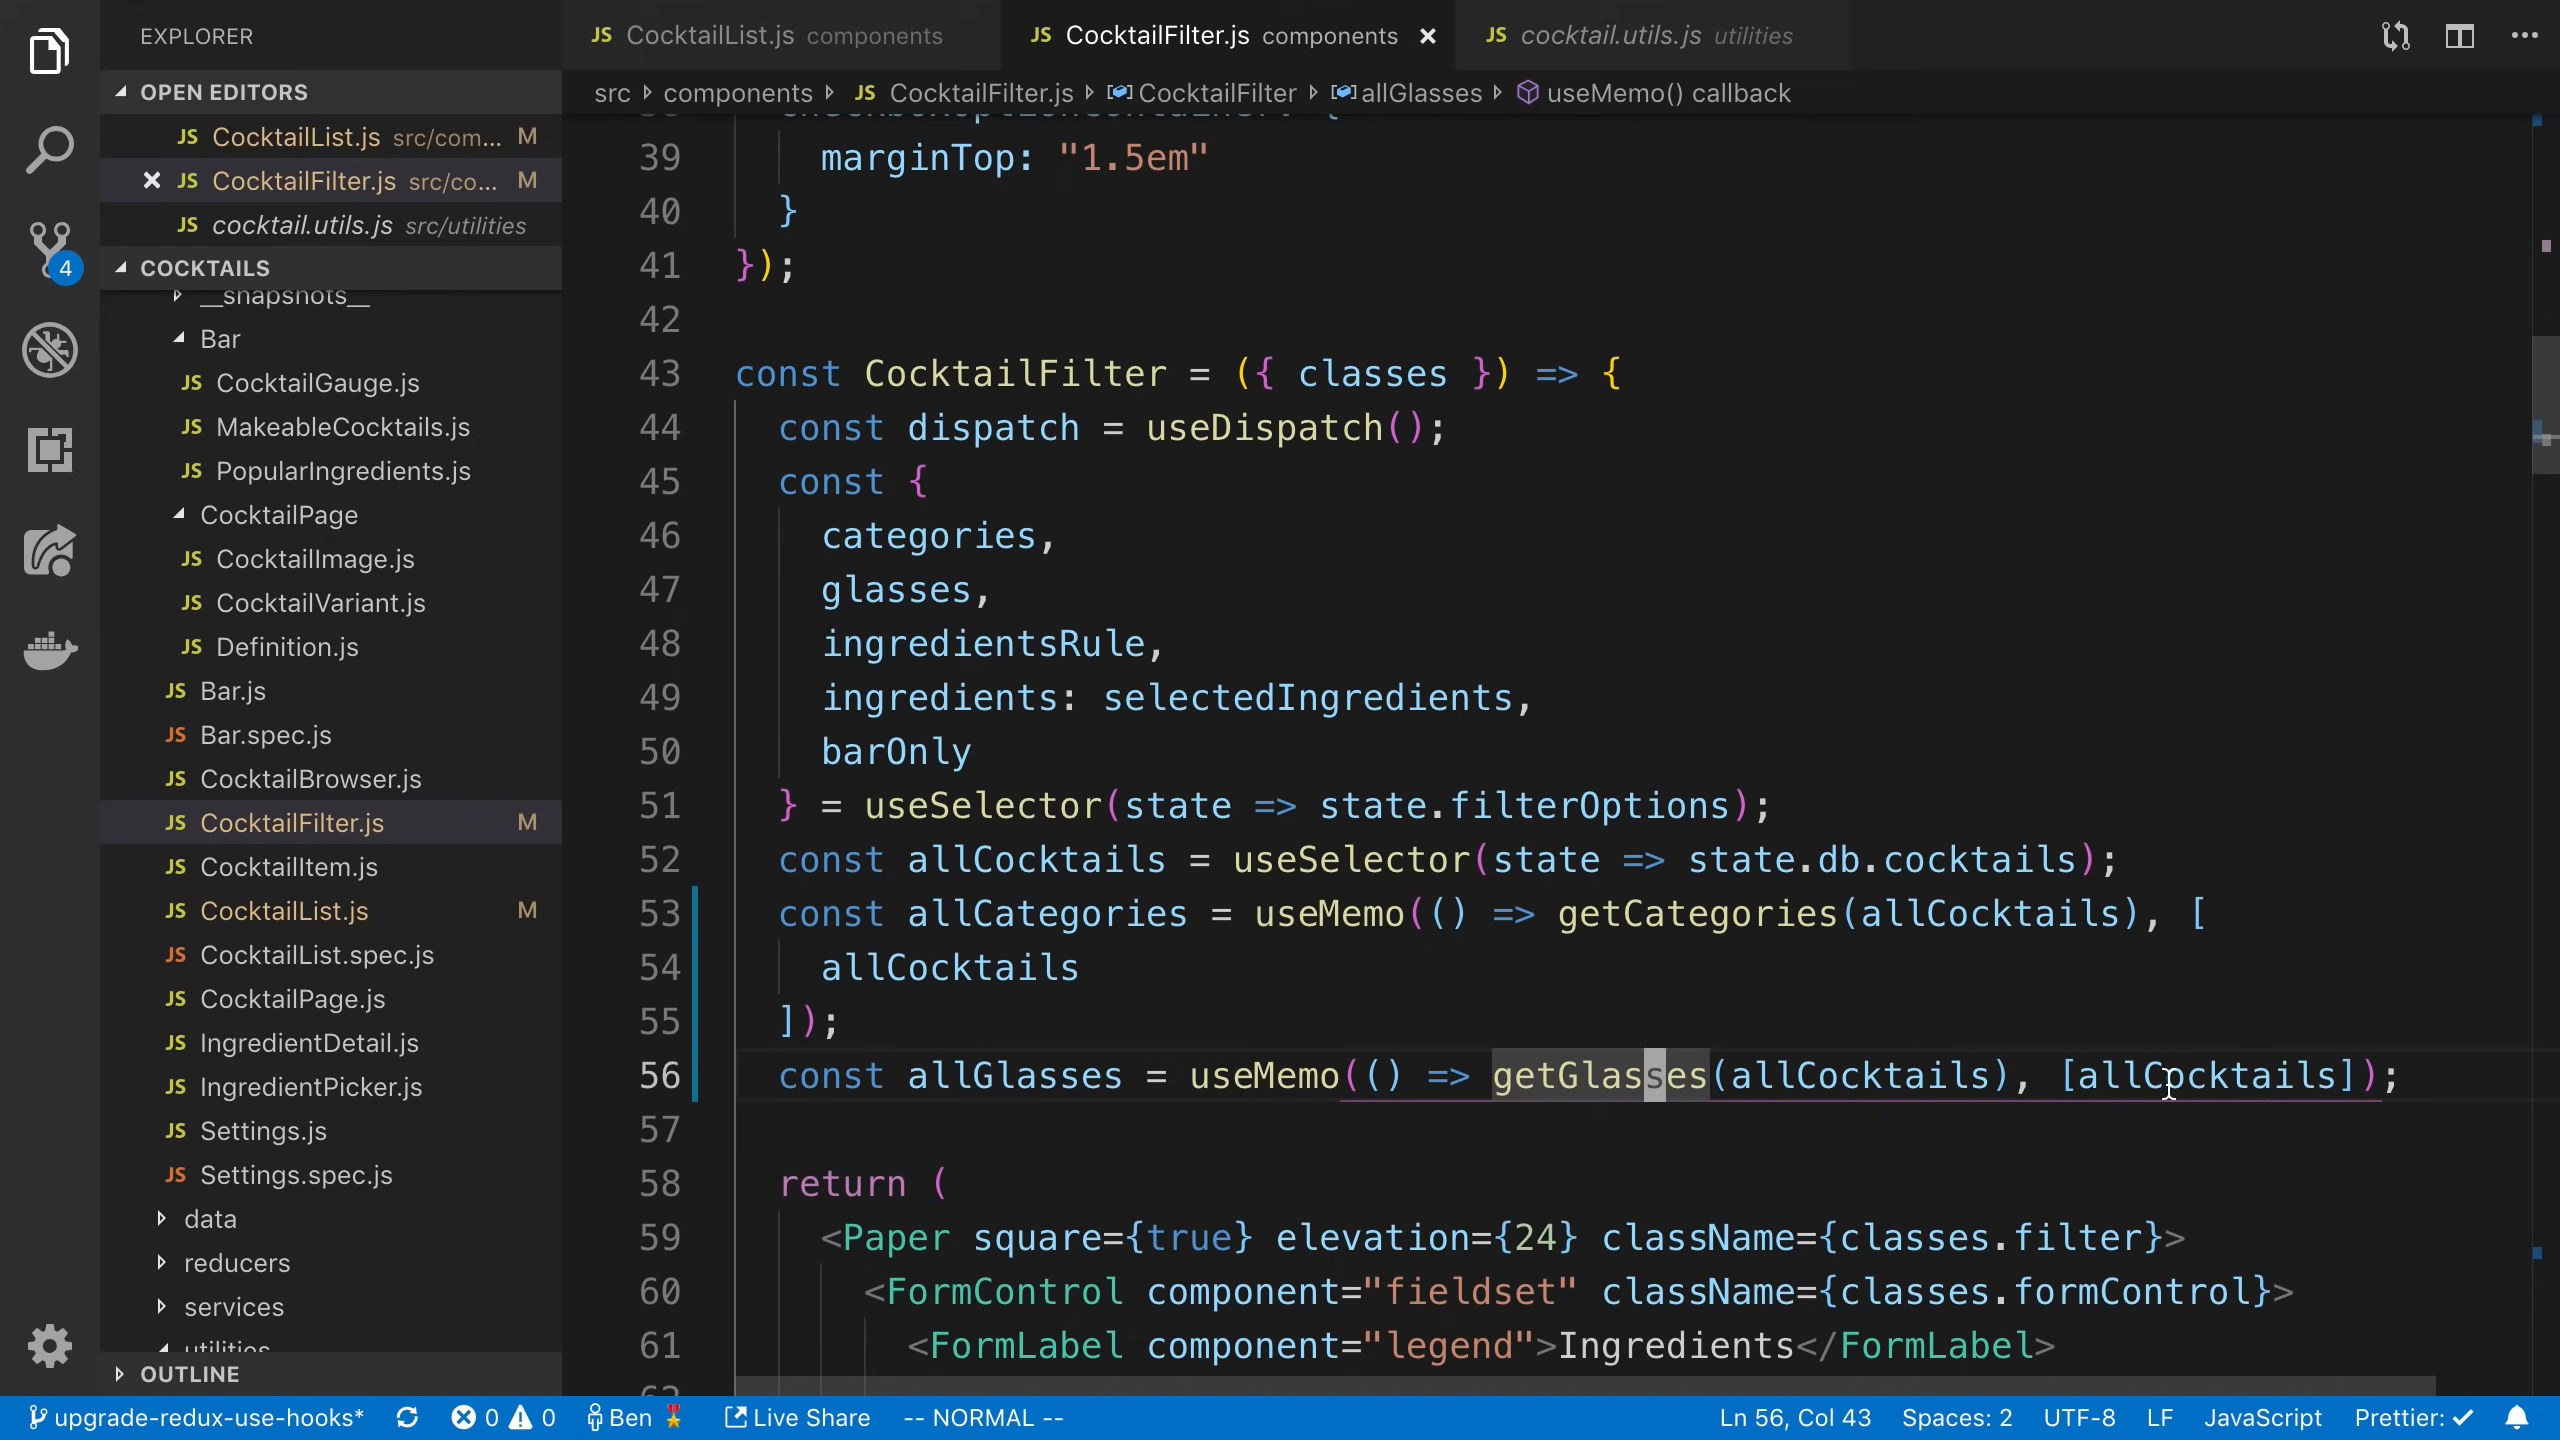 EXPLORER
OPEN EDITORS
JS CocktailList.js src/com... M
JS CocktailFilter.js src/co... M
JS cocktail.utils.js src/utilities
4
COCKTAILS
__snapshots__
Bar
JS CocktailGauge.js
JS MakeableCocktails.js
JS PopularIngredients.js
CocktailPage
JS CocktailImage.js
JS CocktailVariant.js
JS Definition.js
JS Bar.js
JS Bar.spec.js
JS CocktailBrowser.js
JS CocktailFilter.js M
JS CocktailItem.js
JS CocktailList.js M
JS CocktailList.spec.js
JS CocktailPage.js
JS IngredientDetail.js
JS IngredientPicker.js
JS Settings.js
JS Settings.spec.js
data
reducers
services
utilities
OUTLINE
JS CocktailList.js components
JS CocktailFilter.js components
JS cocktail.utils.js utilities
src components JS CocktailFilter.js CocktailFilter allGlasses useMemo() callback
checkboxOptionContainer: {
39 marginTop: "1.5em"
40 }
41 });
42
43 const CocktailFilter = ({ classes }) => {
44 const dispatch = useDispatch();
45 const {
46 categories,
47 glasses,
48 ingredientsRule,
49 ingredients: selectedIngredients,
50 barOnly
51 } = useSelector(state => state.filterOptions);
52 const allCocktails = useSelector(state => state.db.cocktails);
53 const allCategories = useMemo(() => getCategories(allCocktails), [
54 allCocktails
55 ]);
56 const allGlasses = useMemo(() => getGlasses(allCocktails), [allCocktails]);
57
58 return (
59 <Paper square={true} elevation={24} className={classes.filter}>
60 <FormControl component="fieldset" className={classes.formControl}>
61 <FormLabel component="legend">Ingredients</FormLabel>
upgrade-redux-use-hooks* 0 0 Ben Live Share -- NORMAL -- Ln 56, Col 43 Spaces: 2 UTF-8 LF JavaScript Prettier: ✓